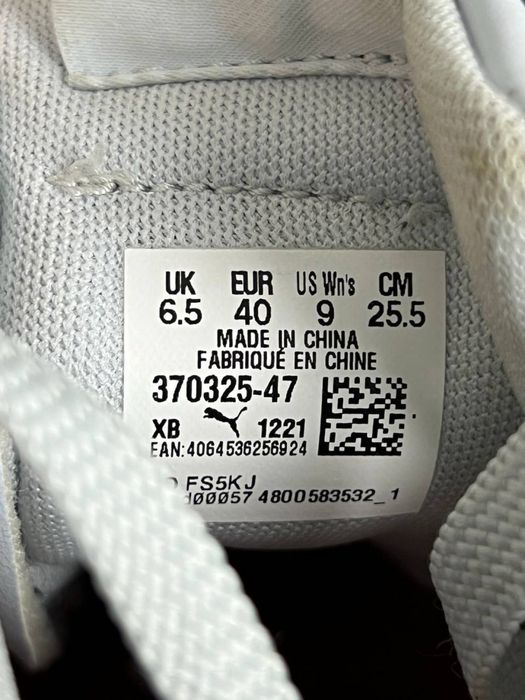 UK EUR US Wn's CM
6.5 40 9 25.5
MADE IN CHINA
FABRIQUÉ EN CHINE
370325-47
XB 1221
EAN:4064536256924
FS5KJ
4800583532_1